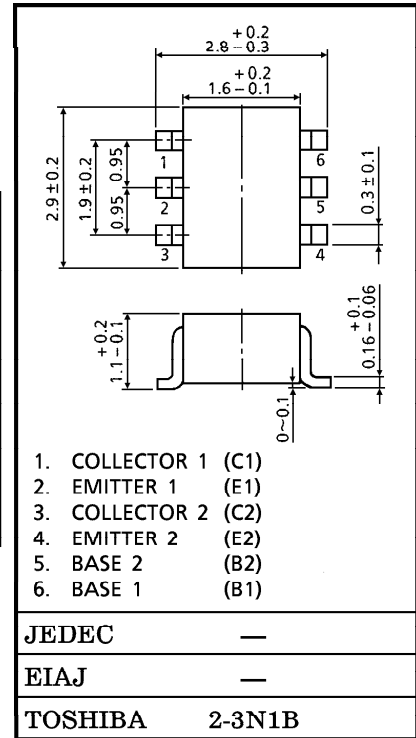 +0.2
2.8−0.3
+0.2
1.6−0.1
2.9±0.2
1.9±0.2
0.95
0.95
1
2
3
6
5
4
0.3±0.1
+0.2
1.1−0.1
+0.1
0.16−0.06
0~0.1
1. COLLECTOR 1 (C1)
2. EMITTER 1 (E1)
3. COLLECTOR 2 (C2)
4. EMITTER 2 (E2)
5. BASE 2 (B2)
6. BASE 1 (B1)
JEDEC —
EIAJ —
TOSHIBA 2-3N1B